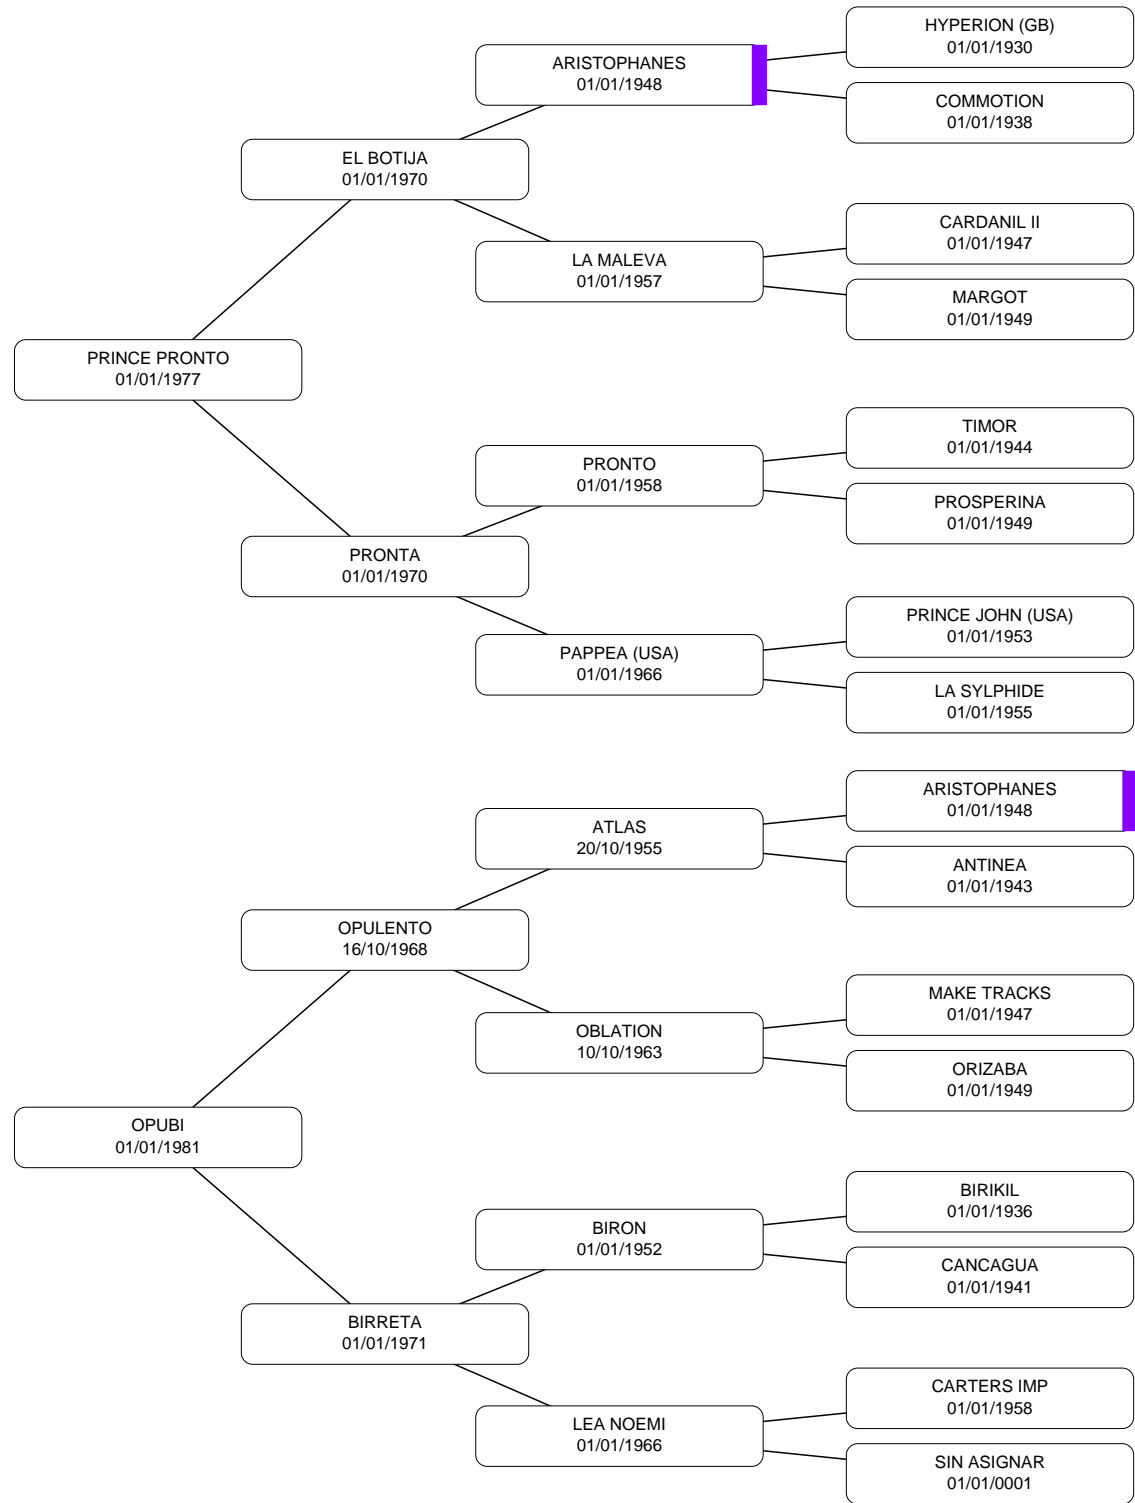 HYPERION (GB)
01/01/1930
ARISTOPHANES
01/01/1948
COMMOTION
01/01/1938
EL BOTIJA
01/01/1970
CARDANIL II
01/01/1947
LA MALEVA
01/01/1957
MARGOT
01/01/1949
PRINCE PRONTO
01/01/1977
TIMOR
01/01/1944
PRONTO
01/01/1958
PROSPERINA
01/01/1949
PRONTA
01/01/1970
PRINCE JOHN (USA)
01/01/1953
PAPPEA (USA)
01/01/1966
LA SYLPHIDE
01/01/1955
ARISTOPHANES
01/01/1948
ATLAS
20/10/1955
ANTINEA
01/01/1943
OPULENTO
16/10/1968
MAKE TRACKS
01/01/1947
OBLATION
10/10/1963
ORIZABA
01/01/1949
OPUBI
01/01/1981
BIRIKIL
01/01/1936
BIRON
01/01/1952
CANCAGUA
01/01/1941
BIRRETA
01/01/1971
CARTERS IMP
01/01/1958
LEA NOEMI
01/01/1966
SIN ASIGNAR
01/01/0001